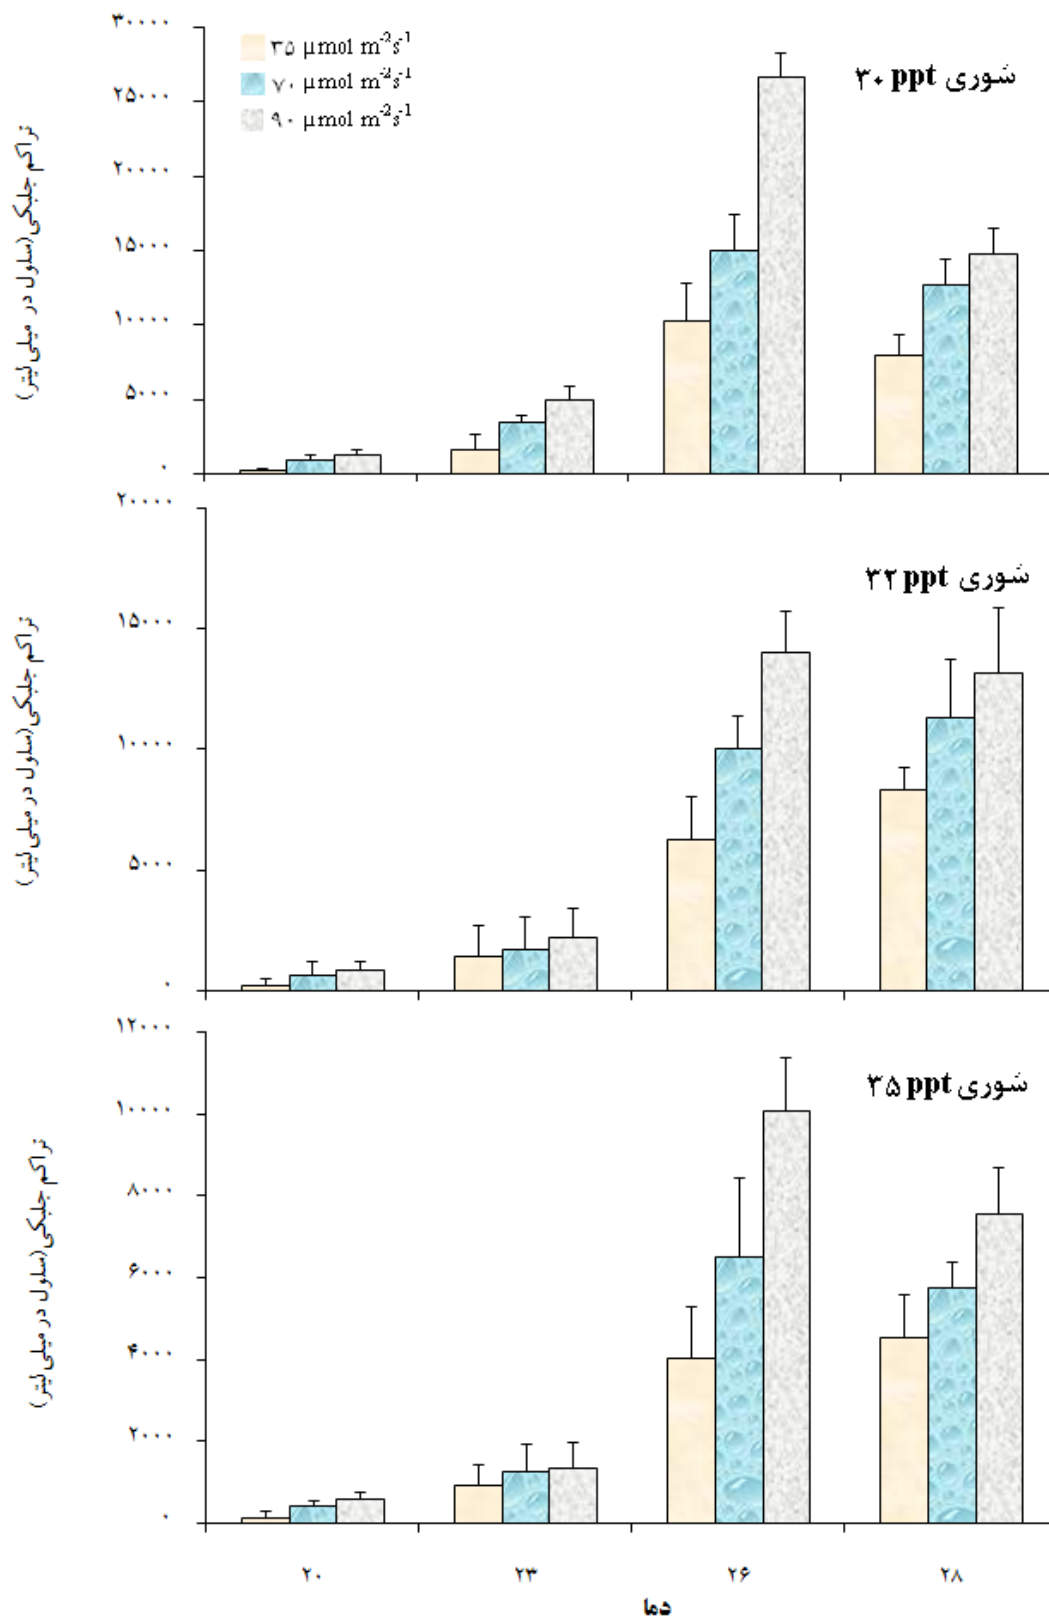 ۳۰۰۰۰
۲۵۰۰۰
۲۰۰۰۰
۱۵۰۰۰
۱۰۰۰۰
۵۰۰۰
۰
تراکم جلبکی(سلول در میلی لیتر)
۳۵ μmol m⁻²s⁻¹
۷۰ μmol m⁻²s⁻¹
۹۰ μmol m⁻²s⁻¹
شوری ۳۰ ppt
۲۰۰۰۰
۱۵۰۰۰
۱۰۰۰۰
۵۰۰۰
۰
تراکم جلبکی(سلول در میلی لیتر)
شوری ۳۲ ppt
۱۲۰۰۰
۱۰۰۰۰
۸۰۰۰
۶۰۰۰
۴۰۰۰
۲۰۰۰
۰
تراکم جلبکی(سلول در میلی لیتر)
شوری ۳۵ ppt
۲۰
۲۳
۲۶
۲۸
دما